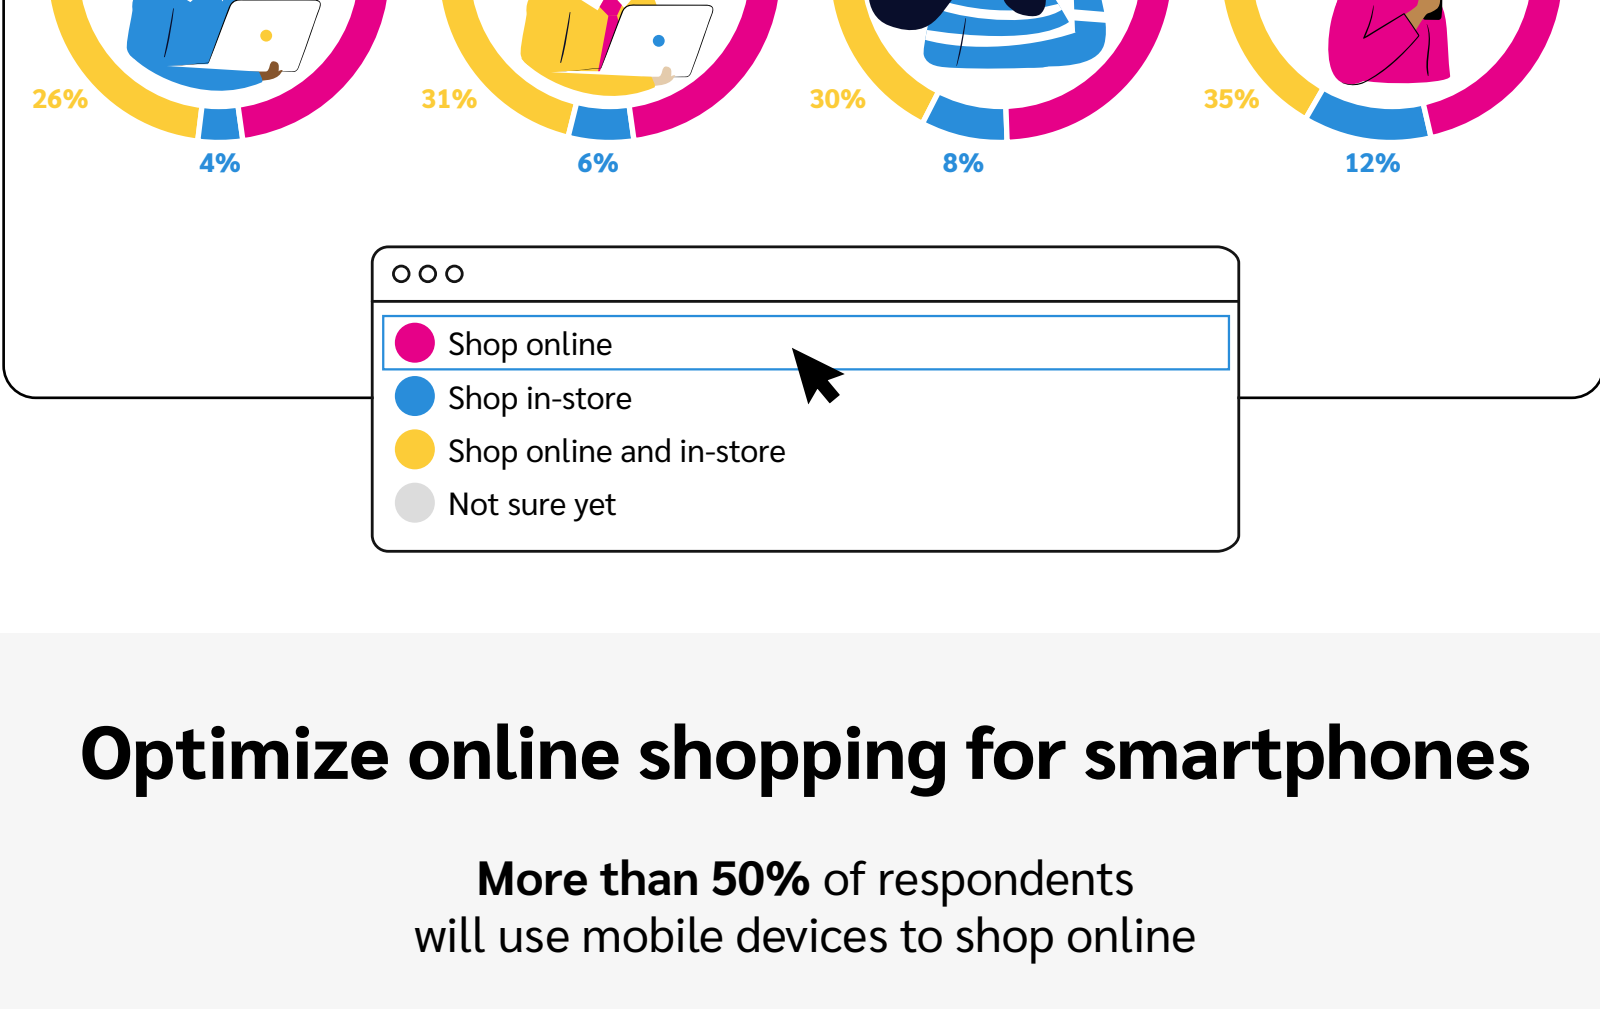 26%
31%
30%
35%
4%
6%
8%
12%
Shop online
Shop in-store
Shop online and in-store
Not sure yet
Optimize online shopping for smartphones
More than 50% of respondents
will use mobile devices to shop online